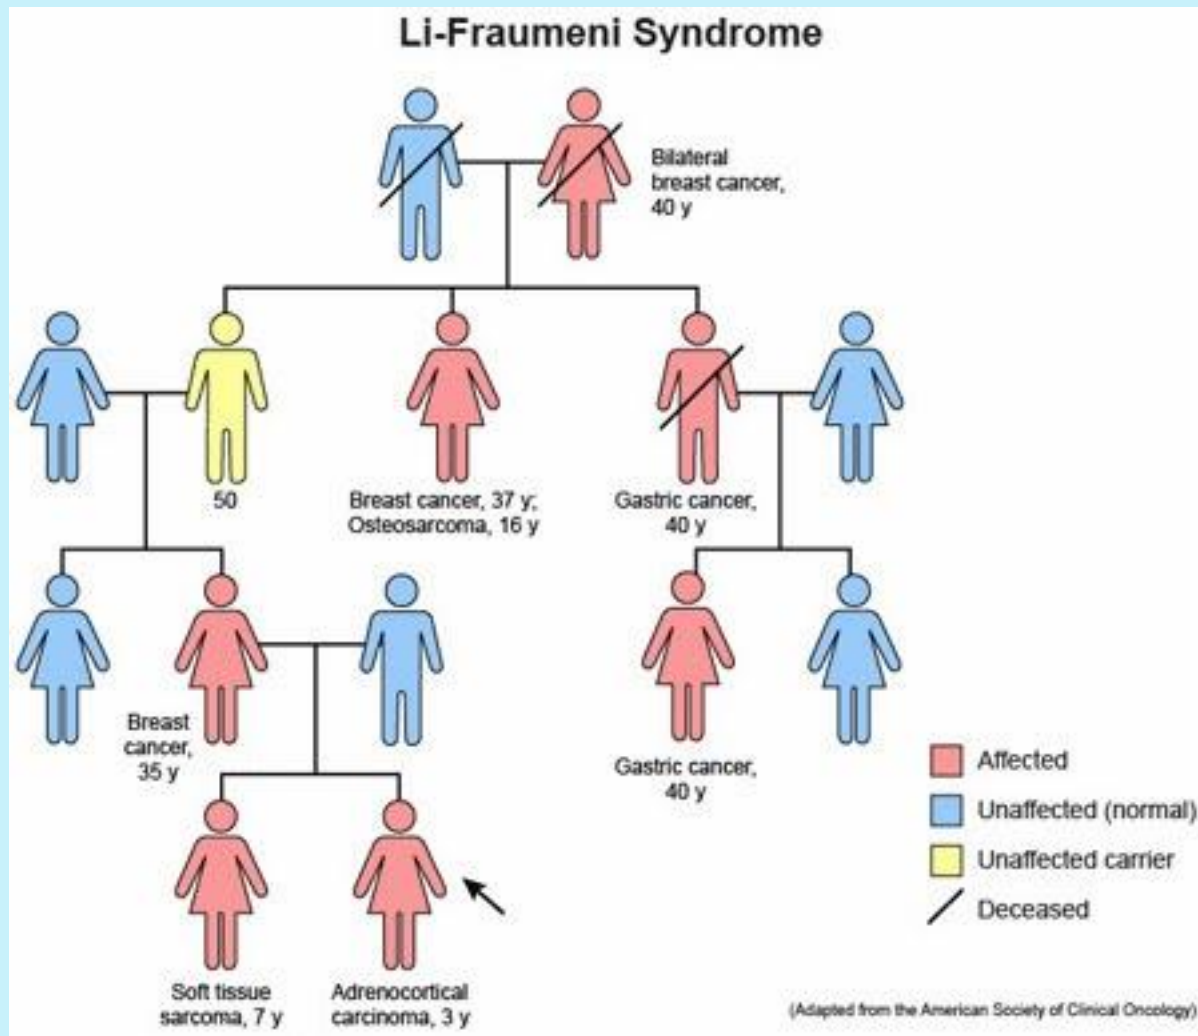 Li-Fraumeni Syndrome
Bilateral
breast cancer,
40 y
50
Breast cancer, 37 y;
Osteosarcoma, 16 y
Gastric cancer,
40 y
Breast
cancer,
35 y
Gastric cancer,
40 y
Soft tissue
sarcoma, 7 y
Adrenocortical
carcinoma, 3 y
Affected
Unaffected (normal)
Unaffected carrier
Deceased
(Adapted from the American Society of Clinical Oncology)